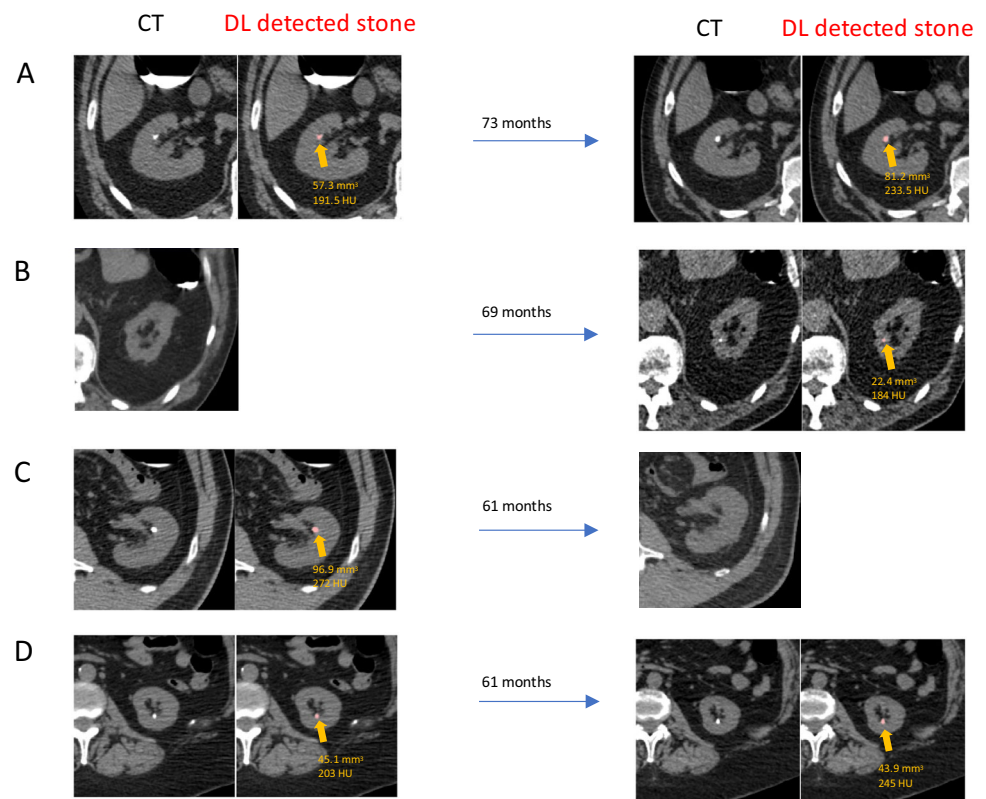 CT DL detected stone CT DL detected stone
A
73 months
57.3 mm³
191.5 HU
81.2 mm³
233.5 HU
B
69 months
22.4 mm³
184 HU
C
61 months
96.9 mm³
272 HU
D
61 months
45.1 mm³
203 HU
43.9 mm³
245 HU